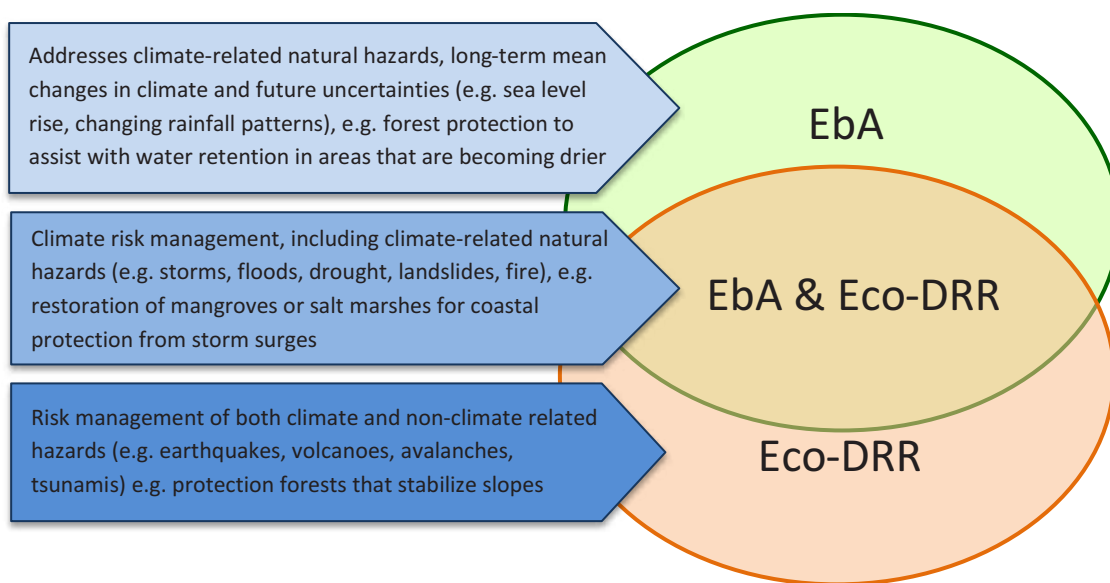 Addresses climate-related natural hazards, long-term mean
changes in climate and future uncertainties (e.g. sea level
rise, changing rainfall patterns), e.g. forest protection to
assist with water retention in areas that are becoming drier
Climate risk management, including climate-related natural
hazards (e.g. storms, floods, drought, landslides, fire), e.g.
restoration of mangroves or salt marshes for coastal
protection from storm surges
Risk management of both climate and non-climate related
hazards (e.g. earthquakes, volcanoes, avalanches,
tsunamis) e.g. protection forests that stabilize slopes
EbA
EbA & Eco-DRR
Eco-DRR